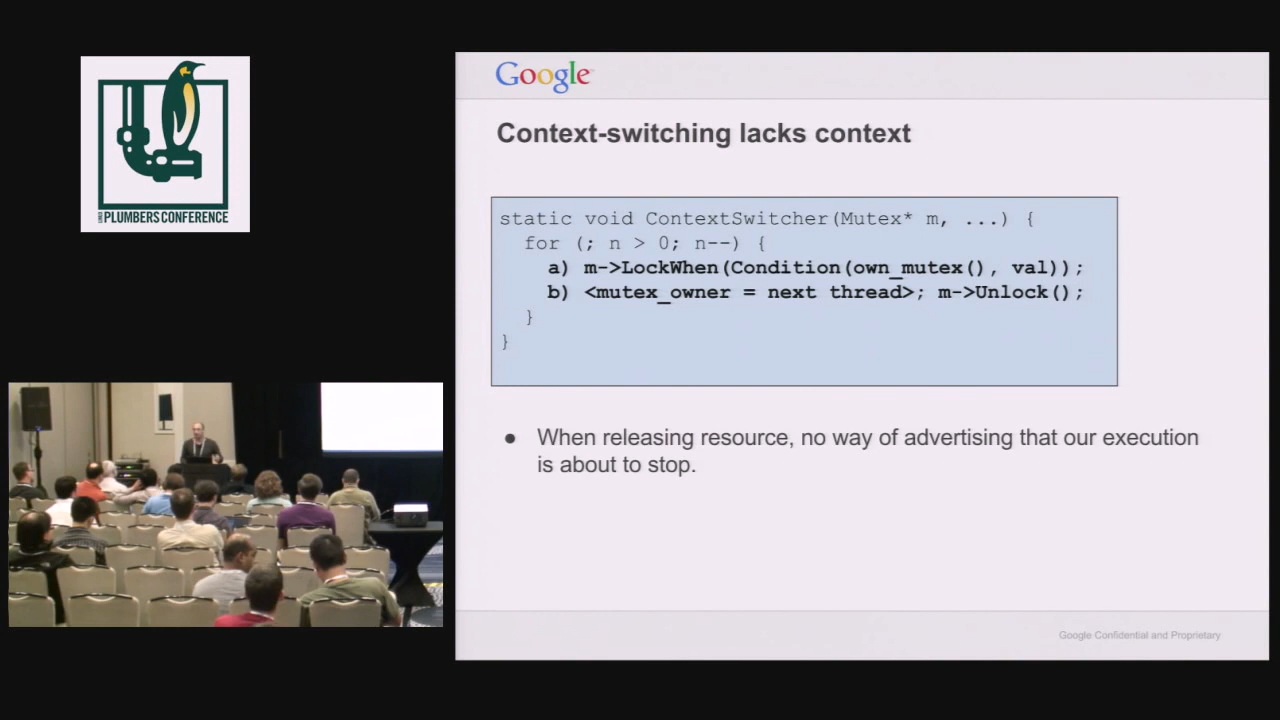 LINUX
PLUMBERS CONFERENCE
Google
Context-switching lacks context
static void ContextSwitcher(Mutex* m, ...) {
for (; n > 0; n--) {
a) m->LockWhen(Condition(own_mutex(), val));
b) <mutex_owner = next thread>; m->Unlock();
}
}
● When releasing resource, no way of advertising that our execution
is about to stop.
Google Confidential and Proprietary